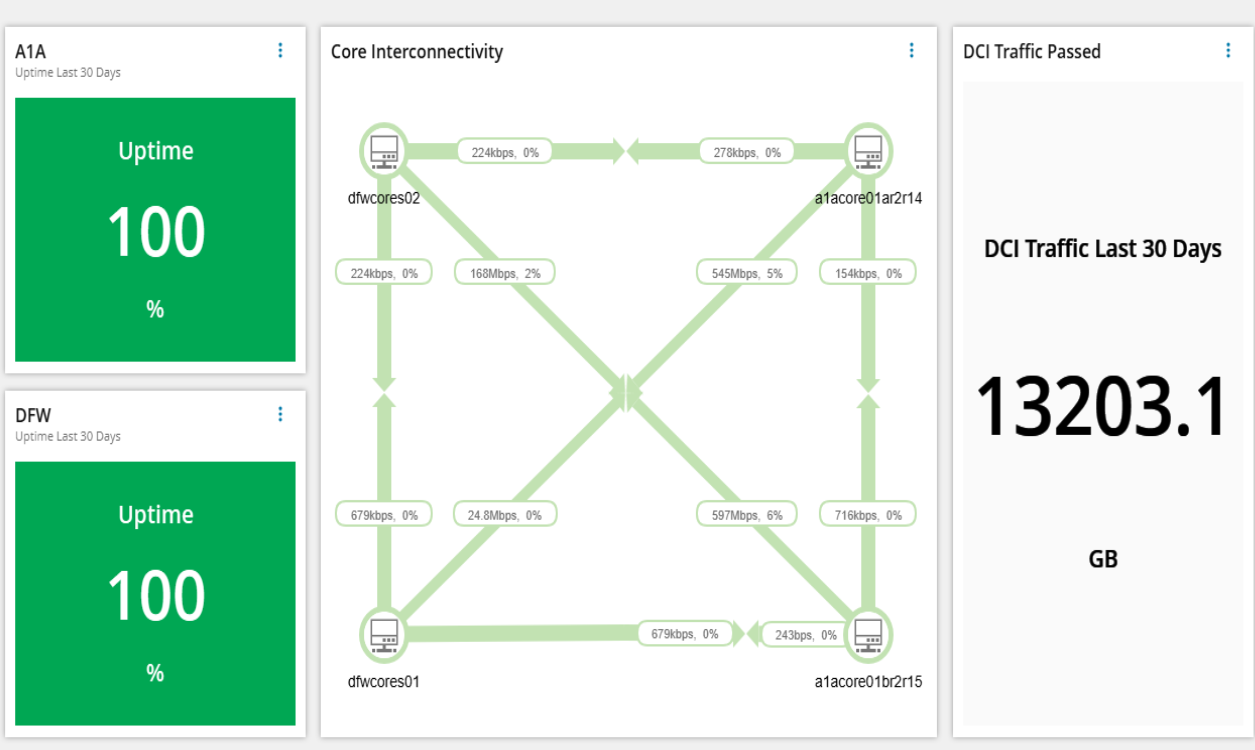 A1A
Uptime Last 30 Days
Uptime
100
%
DFW
Uptime Last 30 Days
Uptime
100
%
Core Interconnectivity
224kbps, 0%
278kbps, 0%
dfwcores02
a1acore01ar2r14
224kbps, 0%
168Mbps, 2%
545Mbps, 5%
154kbps, 0%
679kbps, 0%
24.8Mbps, 0%
597Mbps, 6%
716kbps, 0%
679kbps, 0%
243bps, 0%
dfwcores01
a1acore01br2r15
DCI Traffic Passed
DCI Traffic Last 30 Days
13203.1
GB